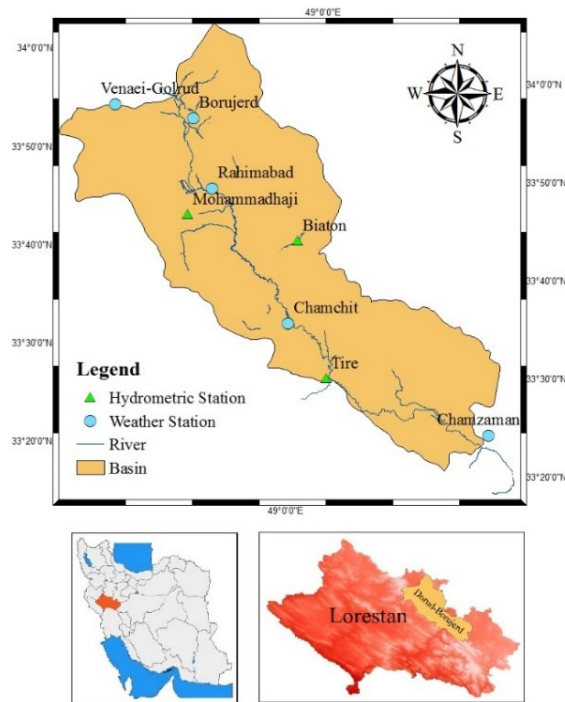 49°0'0"E
34°0'0"N
N
Venaei-Golrud
34°0'0"N
W
E
Borujerd
S
33°50'0"N
Rahimabad
33°50'0"N
Mohammadhaji
Biaton
33°40'0"N
33°40'0"N
Chamchit
33°30'0"N
Tire
Legend
33°30'0"N
Hydrometric Station
Weather Station
Chamzaman
River
33°20'0"N
Basin
33°20'0"N
49°0'0"E
Lorestan
Dorud-Borujerd